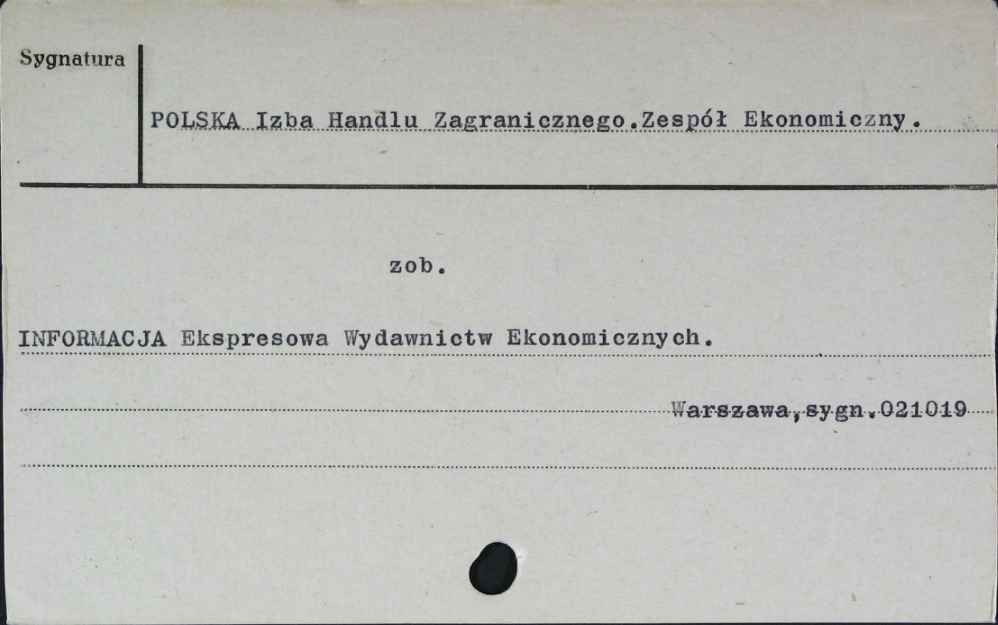 Sygnatura
POLSKA Izba Handlu Zagranicznego.Zespół Ekonomiczny.
zob.
INFORMACJA Ekspresowa Wydawnictw Ekonomicznych.
Warszawa,sygn.021019